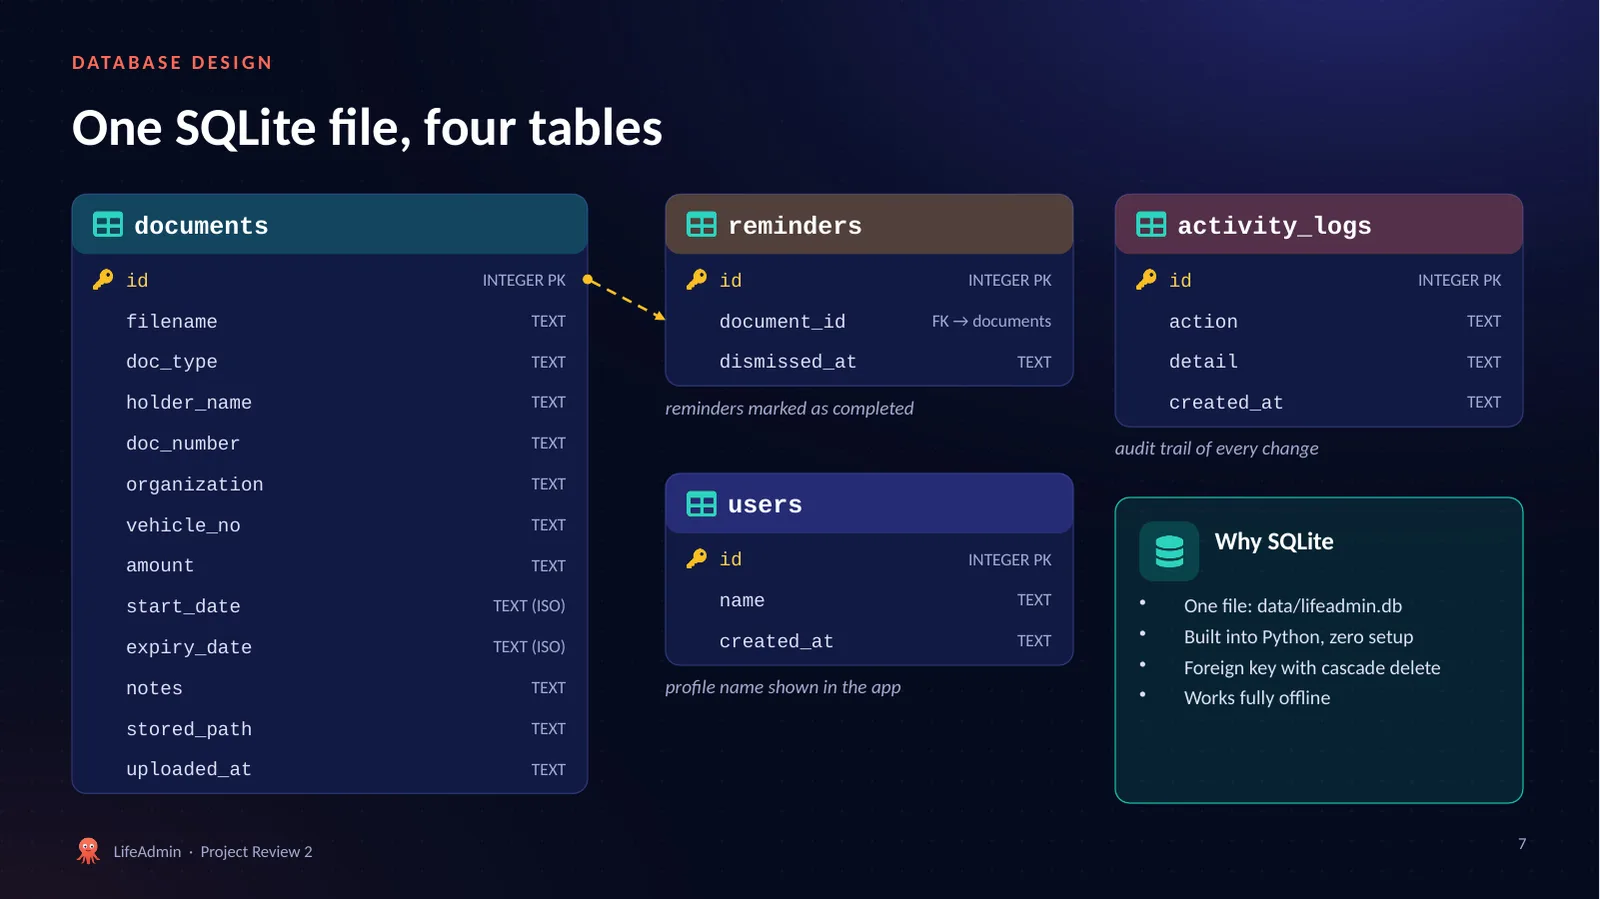 DATABASE DESIGN
One SQLite file, four tables
documents
id INTEGER PK
filename TEXT
doc_type TEXT
holder_name TEXT
doc_number TEXT
organization TEXT
vehicle_no TEXT
amount TEXT
start_date TEXT (ISO)
expiry_date TEXT (ISO)
notes TEXT
stored_path TEXT
uploaded_at TEXT
reminders
id INTEGER PK
document_id FK → documents
dismissed_at TEXT
reminders marked as completed
users
id INTEGER PK
name TEXT
created_at TEXT
profile name shown in the app
activity_logs
id INTEGER PK
action TEXT
detail TEXT
created_at TEXT
audit trail of every change
Why SQLite
• One file: data/lifeadmin.db
• Built into Python, zero setup
• Foreign key with cascade delete
• Works fully offline
LifeAdmin · Project Review 2
7